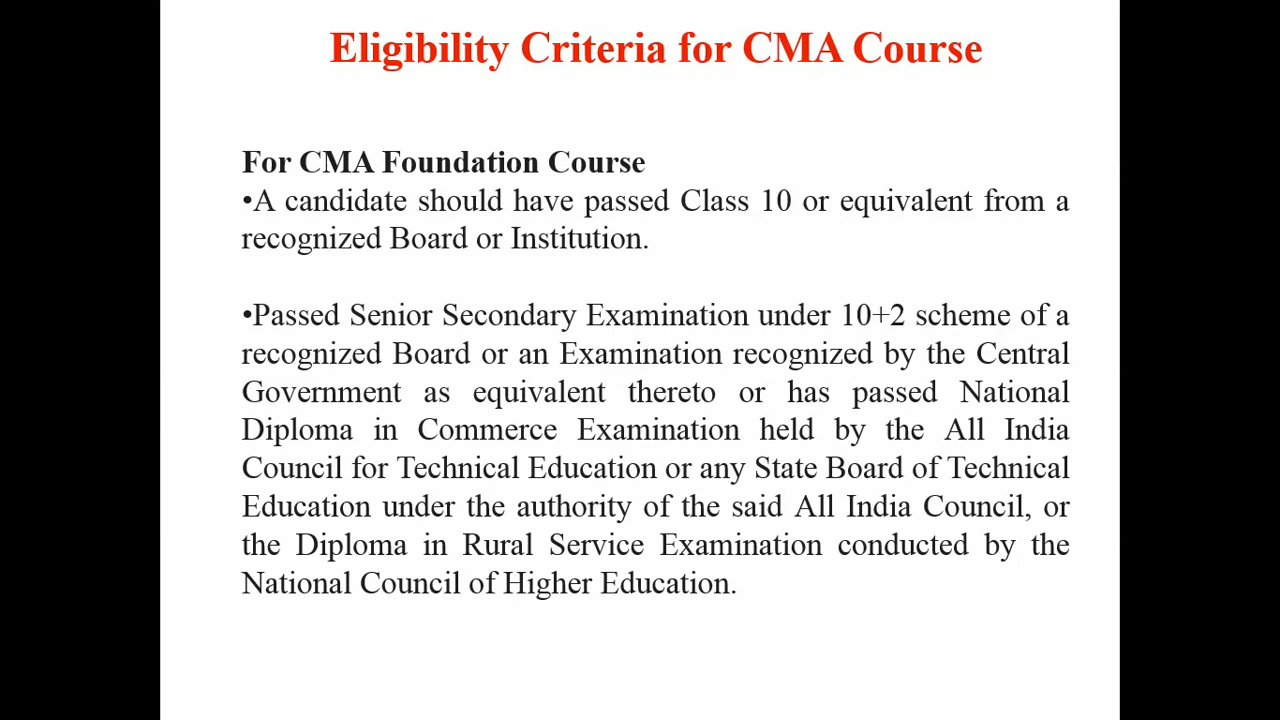 Eligibility Criteria for CMA Course
For CMA Foundation Course
•A candidate should have passed Class 10 or equivalent from a
recognized Board or Institution.
•Passed Senior Secondary Examination under 10+2 scheme of a
recognized Board or an Examination recognized by the Central
Government as equivalent thereto or has passed National
Diploma in Commerce Examination held by the All India
Council for Technical Education or any State Board of Technical
Education under the authority of the said All India Council, or
the Diploma in Rural Service Examination conducted by the
National Council of Higher Education.